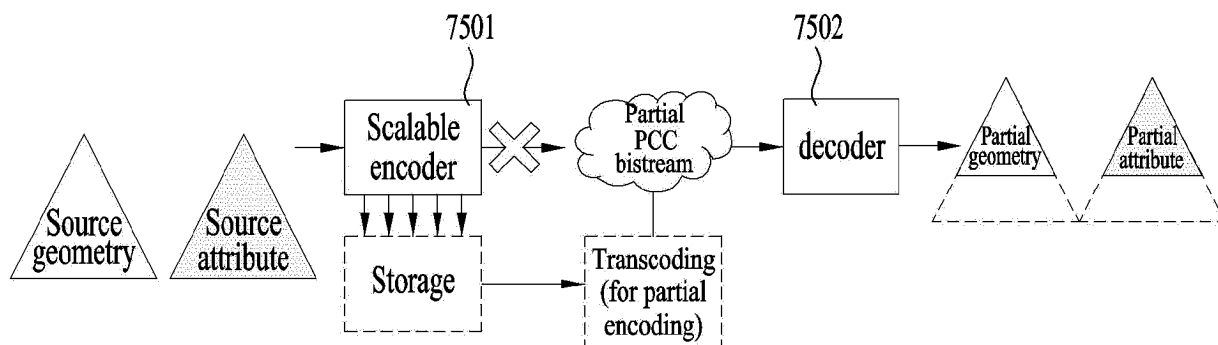 7501
7502
Source
geometry
Source
attribute
Scalable
encoder
Storage
Partial
PCC
bistream
Transcoding
(for partial
encoding)
decoder
Partial
geometry
Partial
attribute